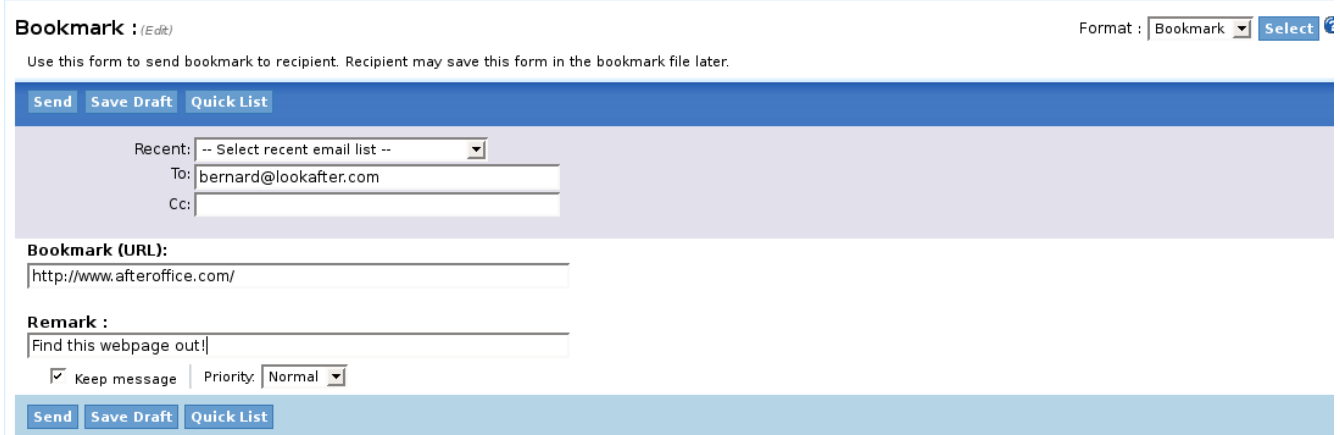 Bookmark : (Edit) Format : Bookmark Select
Use this form to send bookmark to recipient. Recipient may save this form in the bookmark file later.
Send Save Draft Quick List
Recent: -- Select recent email list --
To: bernard@lookafter.com
Cc:
Bookmark (URL):
http://www.afteroffice.com/
Remark :
Find this webpage out!
Keep message Priority: Normal
Send Save Draft Quick List